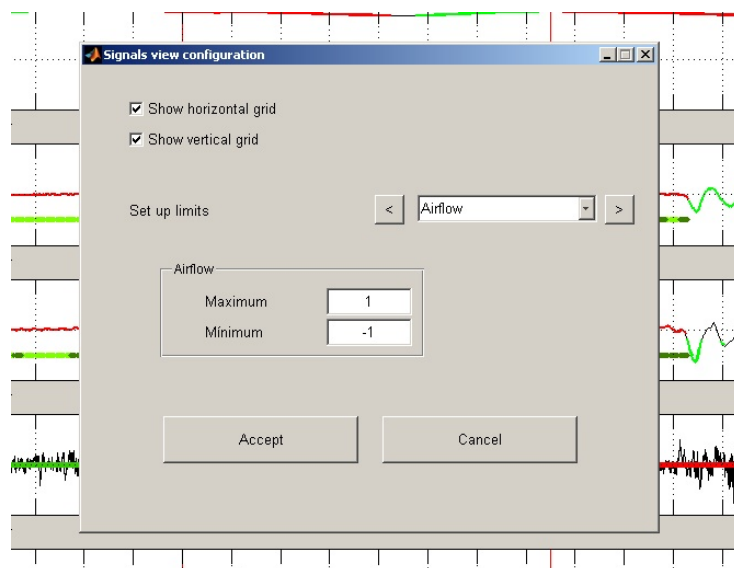 Signals view configuration
Show horizontal grid
Show vertical grid
Set up limits < Airflow >
Airflow
Maximum 1
Mínimum -1
Accept Cancel